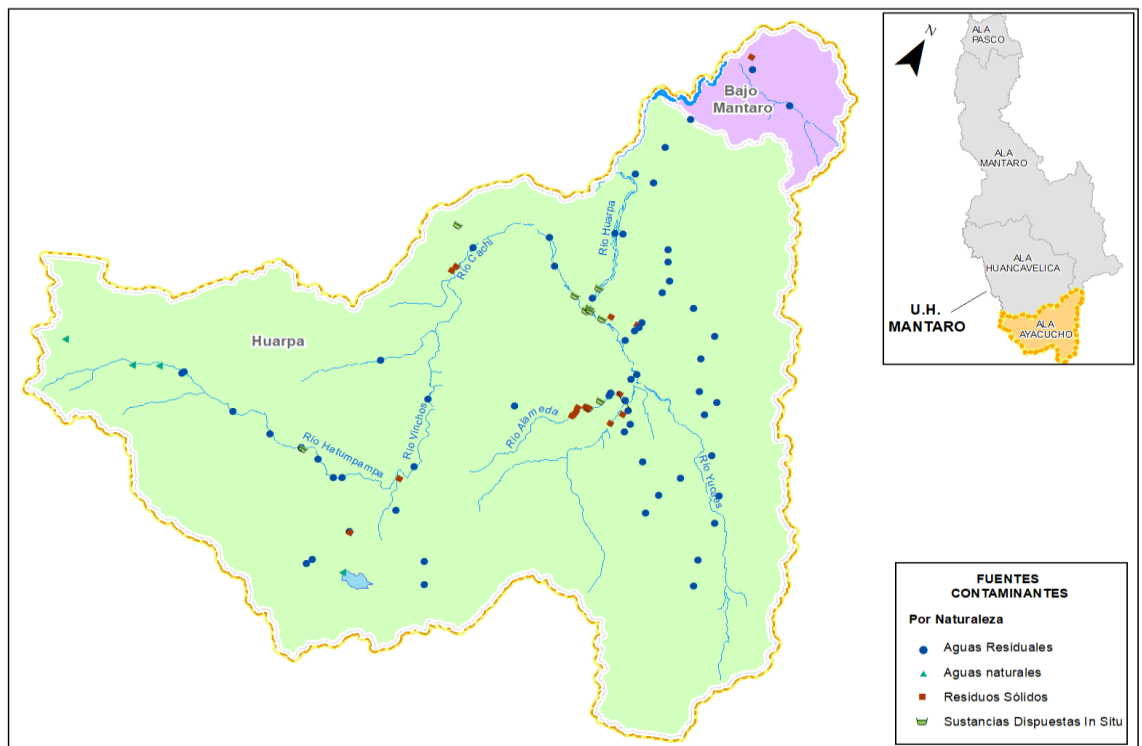 Bajo
Mantaro
Río Huarpa
Río Cachi
Huarpa
Río Vinchos
Río Alameda
Río Hatumpampa
Río Yucaes
N
ALA
PASCO
ALA
MANTARO
ALA
HUANCAVELICA
U.H.
MANTARO
ALA
AYACUCHO
FUENTES
CONTAMINANTES
Por Naturaleza
Aguas Residuales
Aguas naturales
Residuos Sólidos
Sustancias Dispuestas In Situ